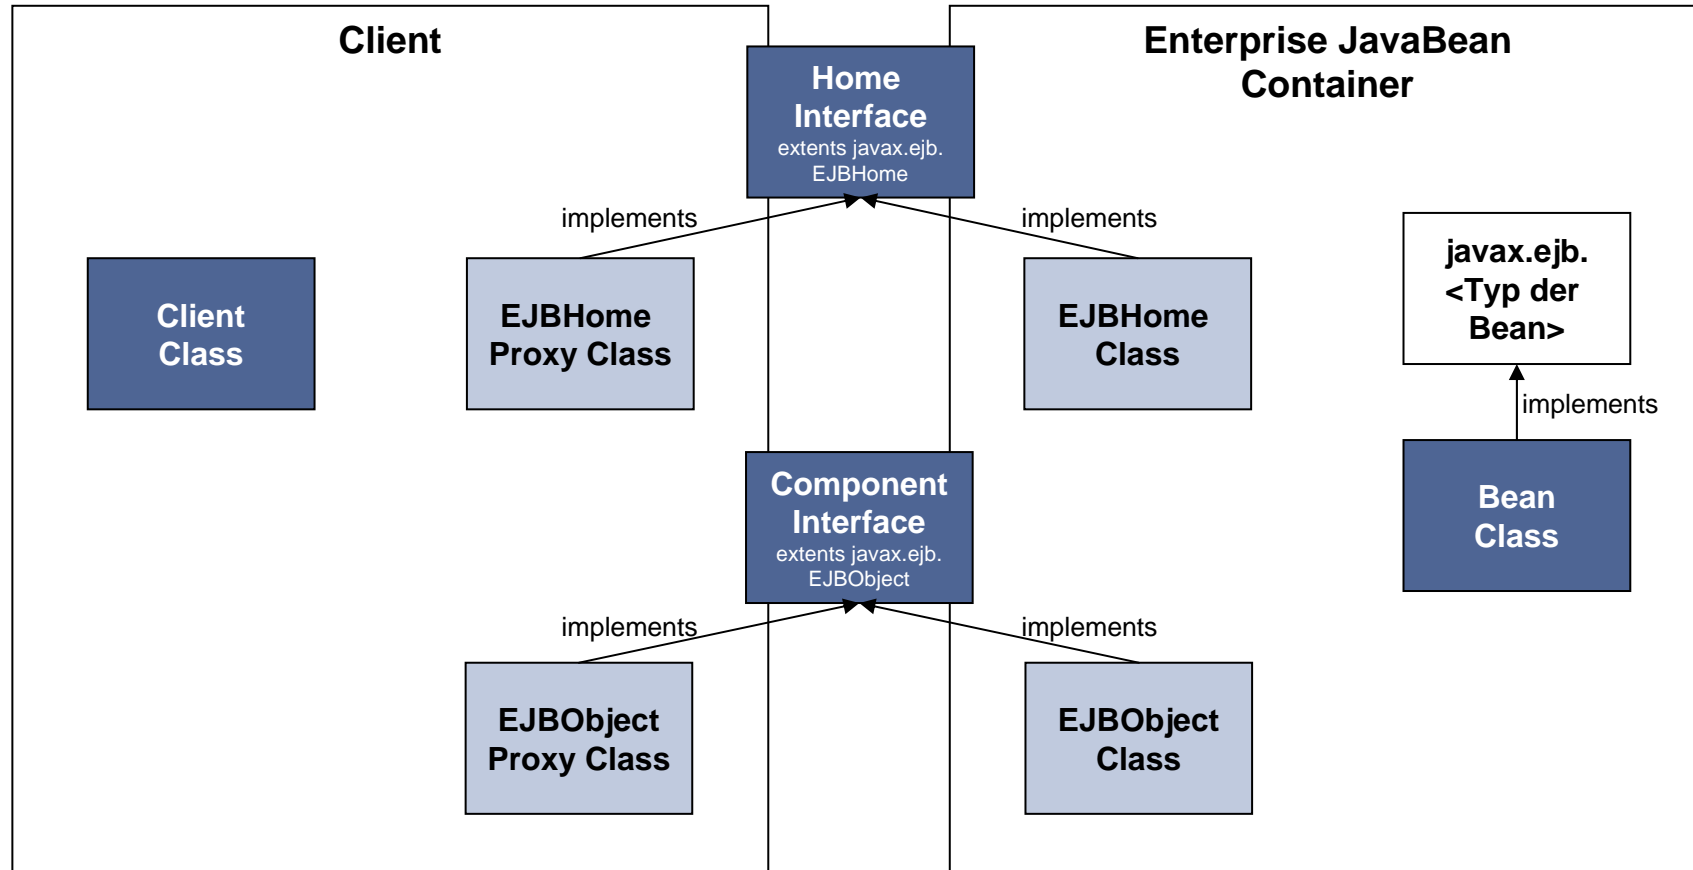 Client
Enterprise JavaBean
Container
Home
Interface
extents javax.ejb.
EJBHome
implements
implements
Client
Class
EJBHome
Proxy Class
EJBHome
Class
javax.ejb.
<Typ der
Bean>
implements
Component
Interface
extents javax.ejb.
EJBObject
Bean
Class
implements
implements
EJBObject
Proxy Class
EJBObject
Class